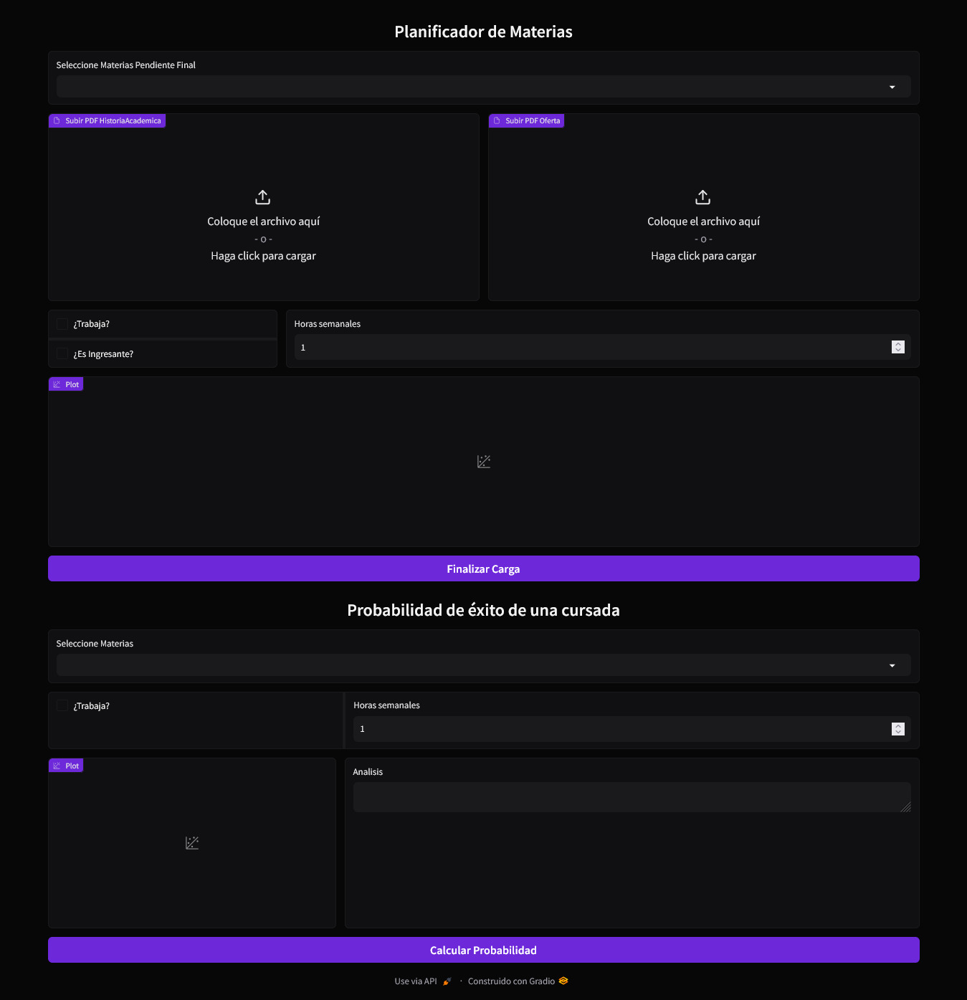 Planificador de Materias
Seleccione Materias Pendiente Final
Subir PDF HistoriaAcademica
Coloque el archivo aquí
- o -
Haga click para cargar
Subir PDF Oferta
Coloque el archivo aquí
- o -
Haga click para cargar
¿Trabaja?
¿Es Ingresante?
Horas semanales
1
Plot
Finalizar Carga
Probabilidad de éxito de una cursada
Seleccione Materias
¿Trabaja?
Horas semanales
1
Plot
Analisis
Calcular Probabilidad
Use via API · Construido con Gradio